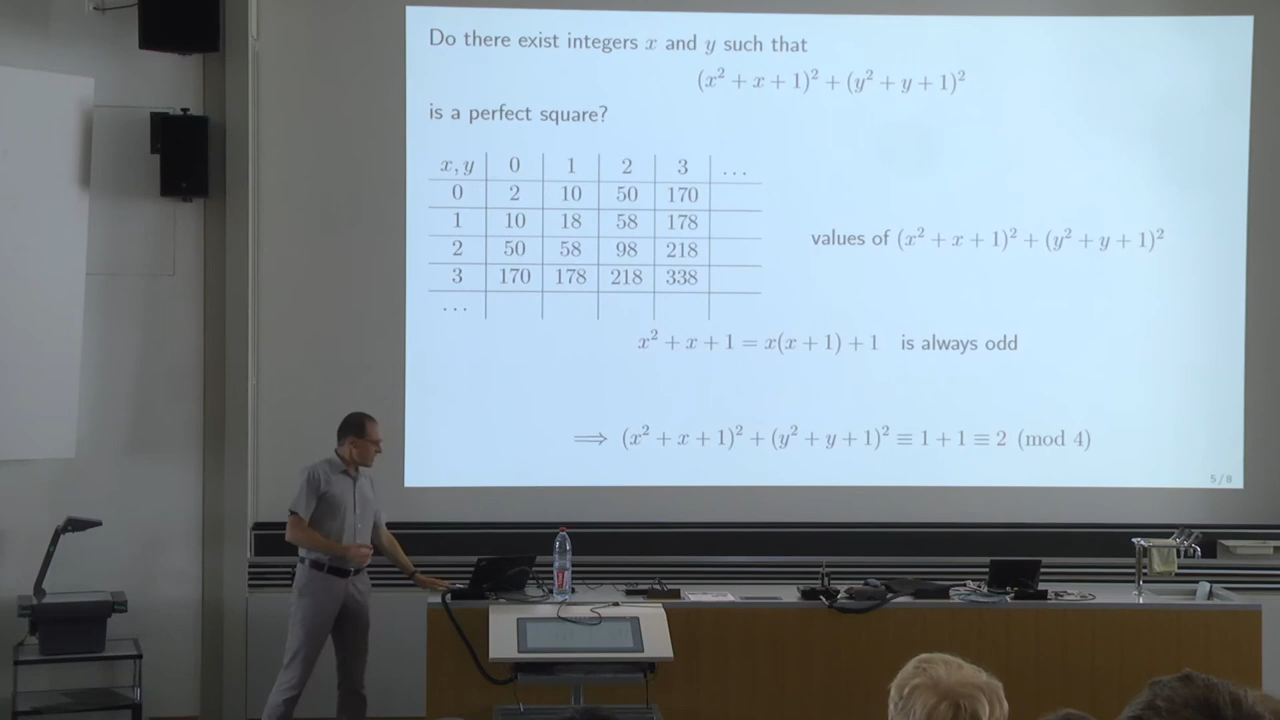 Do there exist integers x and y such that
(x² + x + 1)² + (y² + y + 1)²
is a perfect square?
x, y 0 1 2 3 ...
0 2 10 50 170
1 10 18 58 178
2 50 58 98 218
3 170 178 218 338
...
values of (x² + x + 1)² + (y² + y + 1)²
x² + x + 1 = x(x + 1) + 1 is always odd
⟹ (x² + x + 1)² + (y² + y + 1)² ≡ 1 + 1 ≡ 2 (mod 4)
5 / 8